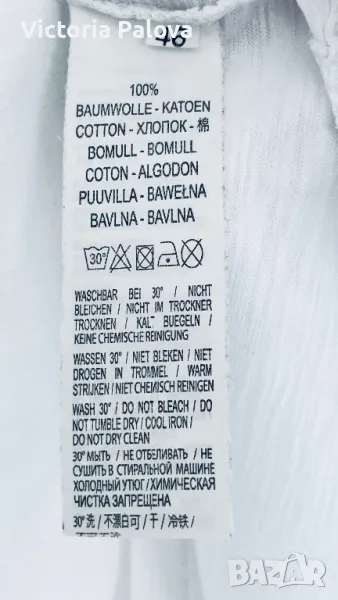 Victoria Palova
46
100%
BAUMWOLLE - KATOEN
COTTON - ХЛОПОК - 棉
BOMULL - BOMULL
COTON - ALGODON
PUUVILLA - BAWEŁNA
BAVLNA - BAVLNA
30°
WASCHBAR BEI 30° / NICHT
BLEICHEN / NICHT IM TROCKNER
TROCKNEN / KALT BUEGELN /
KEINE CHEMISCHE REINIGUNG
WASSEN 30° / NIET BLEKEN / NIET
DROGEN IN TROMMEL / WARM
STRIJKEN / NIET CHEMISCH REINIGEN
WASH 30° / DO NOT BLEACH / DO
NOT TUMBLE DRY / COOL IRON /
DO NOT DRY CLEAN
30° МЫТЬ / НЕ ОТБЕЛИВАТЬ / НЕ
СУШИТЬ В СТИРАЛЬНОЙ МАШИНЕ
ХОЛОДНЫЙ УТЮГ / ХИМИЧЕСКАЯ
ЧИСТКА ЗАПРЕЩЕНА
30° 洗 / 不漂白可 / 干 / 冷铁 /
BAZAR
bg